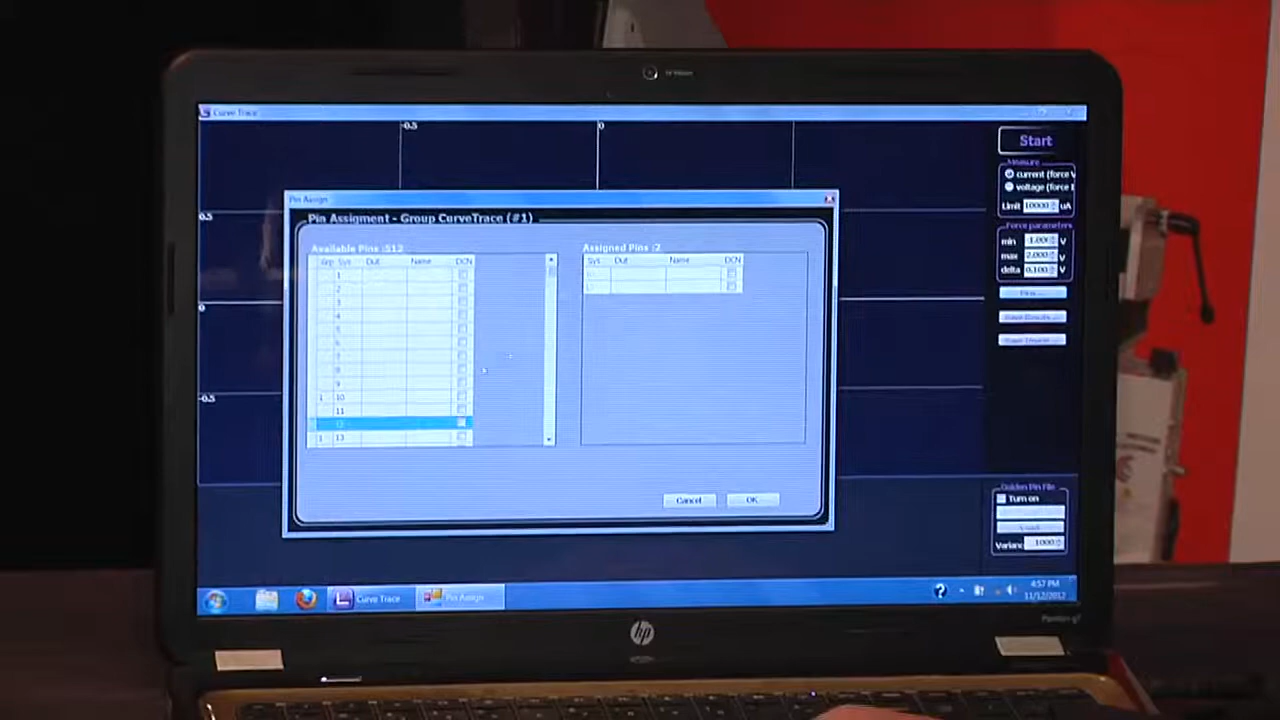 Curve Trace
-0.5
0
Start
Measure
current (force V
voltage (force I
Limit 10000 uA
Pin Assign
0.5
Pin Assigment - Group CurveTrace (#1)
Force parameters
min -1.000 V
max 2.000 V
delta 0.100 V
Available Pins :512
Assigned Pins :2
Grp Sys Dut Name DCN
Sys Dut Name DCN
1
2
3
4
5
6
7
8
9
1 10
11
12
1 13
0
-0.5
Cancel
OK
Golden Pin File
Turn on
Varianc 1000
Curve Trace
Pin Assign
4:57 PM
11/12/2012
hp
Pavilion g7